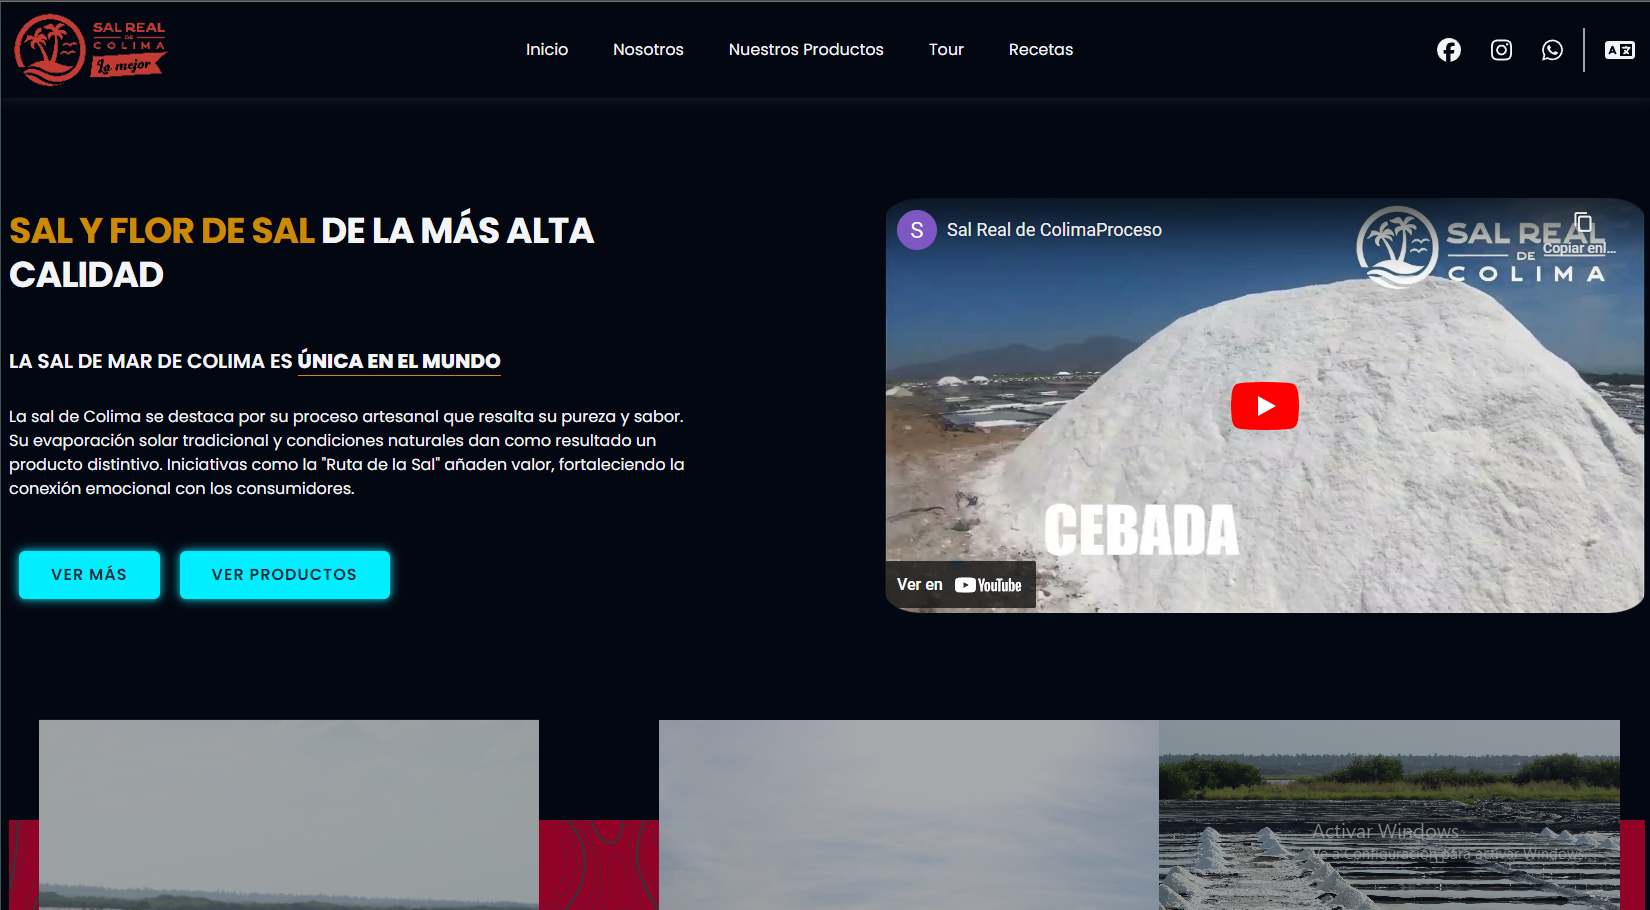 SAL REAL
DE
COLIMA
La mejor
Inicio
Nosotros
Nuestros Productos
Tour
Recetas
A
SAL Y FLOR DE SAL DE LA MÁS ALTA
CALIDAD
LA SAL DE MAR DE COLIMA ES ÚNICA EN EL MUNDO
La sal de Colima se destaca por su proceso artesanal que resalta su pureza y sabor.
Su evaporación solar tradicional y condiciones naturales dan como resultado un
producto distintivo. Iniciativas como la "Ruta de la Sal" añaden valor, fortaleciendo la
conexión emocional con los consumidores.
VER MÁS
VER PRODUCTOS
S
Sal Real de ColimaProceso
SAL REAL
Copiar enl...
DE
COLIMA
CEBADA
Ver en YouTube
Activar Windows
Ve a Configuración para activar Windows.